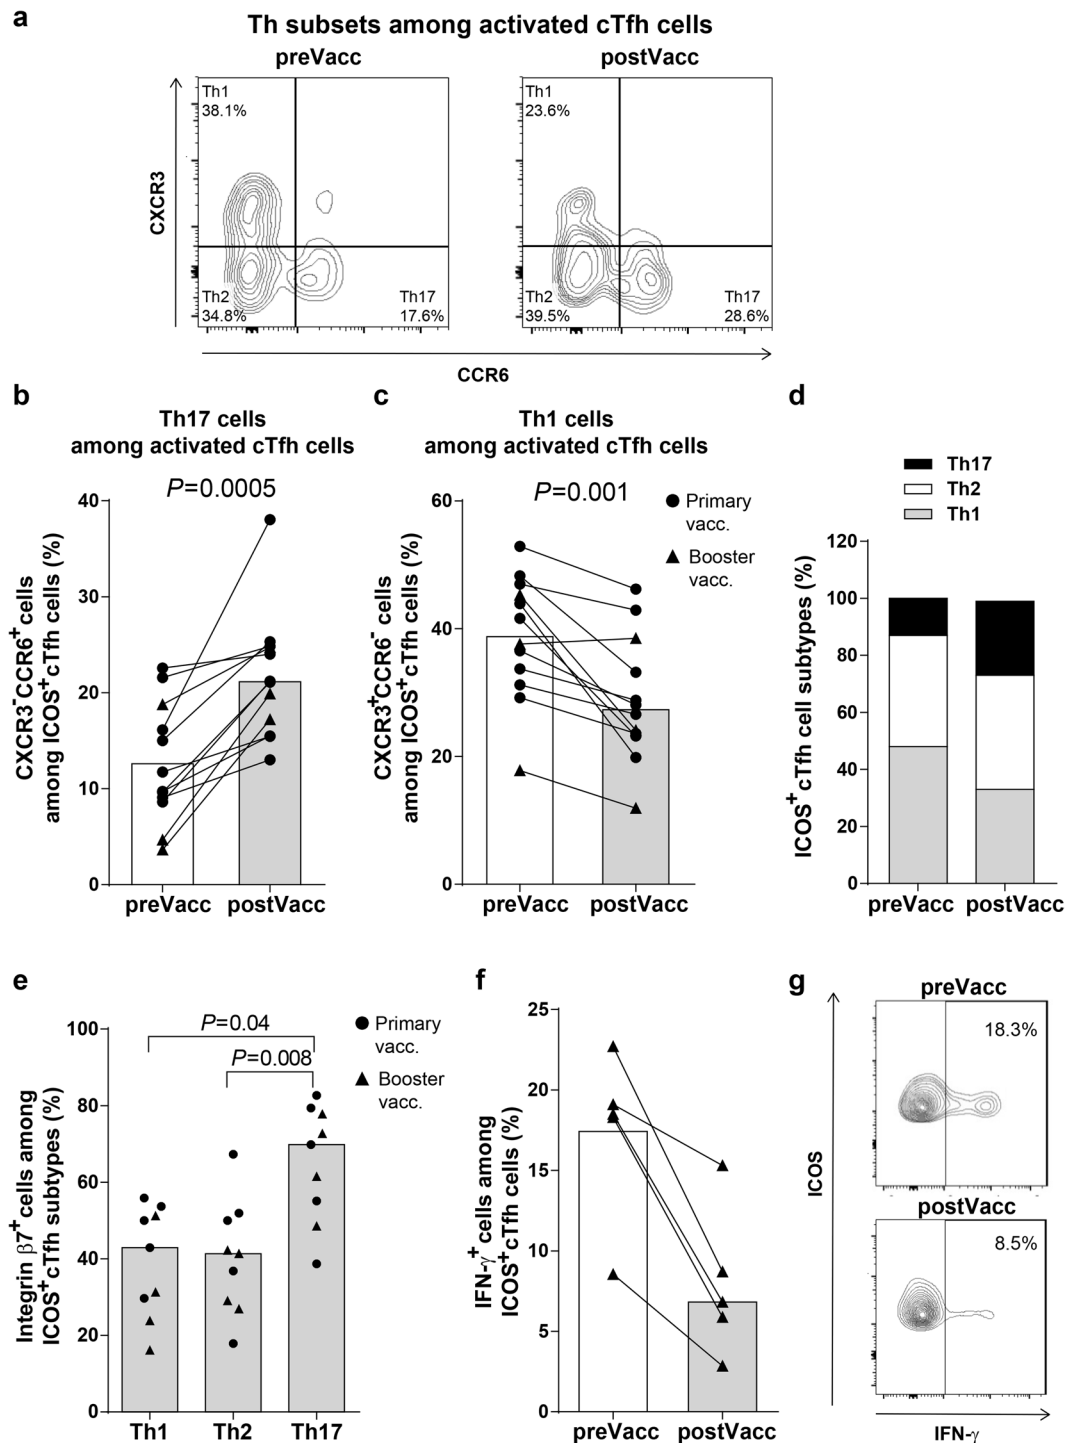 a
Th subsets among activated cTfh cells
preVacc
postVacc
Th1
38.1%
Th2
34.8%
Th17
17.6%
Th1
23.6%
Th2
39.5%
Th17
28.6%
CXCR3
CCR6
b
Th17 cells
among activated cTfh cells
P=0.0005
CXCR3⁻CCR6⁺ cells
among ICOS⁺cTfh cells (%)
40
30
20
10
0
preVacc
postVacc
c
Th1 cells
among activated cTfh cells
P=0.001
CXCR3⁺CCR6⁻ cells
among ICOS⁺cTfh cells (%)
60
40
20
0
preVacc
postVacc
Primary
vacc.
Booster
vacc.
d
Th17
Th2
Th1
ICOS⁺ cTfh cell subtypes (%)
120
100
80
60
40
20
0
preVacc
postVacc
e
P=0.04
P=0.008
Integrin β7⁺ cells among
ICOS⁺cTfh subtypes (%)
100
80
60
40
20
0
Th1
Th2
Th17
Primary
vacc.
Booster
vacc.
f
IFN-γ⁺ cells among
ICOS⁺cTfh cells (%)
25
20
15
10
5
0
preVacc
postVacc
g
preVacc
18.3%
postVacc
8.5%
ICOS
IFN-γ